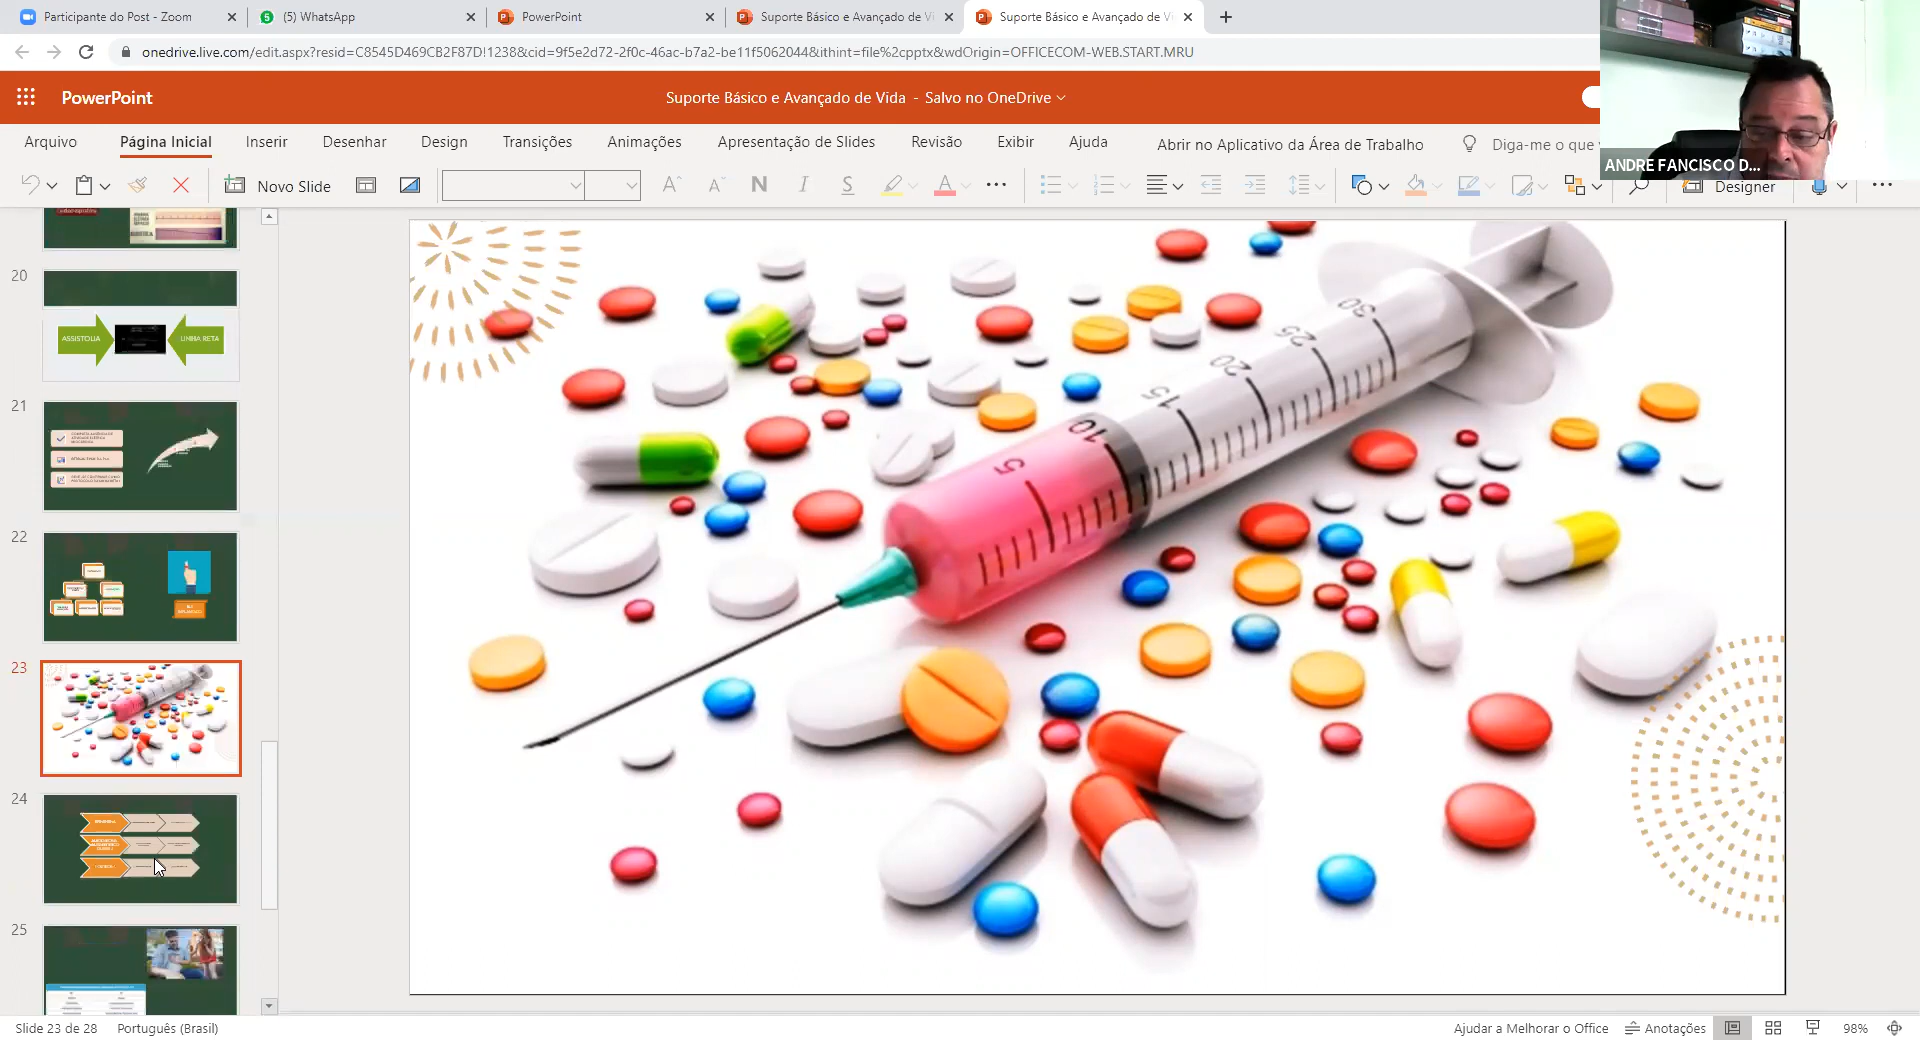 Participante do Post - Zoom
(5) WhatsApp
PowerPoint
Suporte Básico e Avançado de Vi
Suporte Básico e Avançado de Vi
onedrive.live.com/edit.aspx?resid=C8545D469CB2F87D!1238&cid=9f5e2d72-2f0c-46ac-b7a2-be11f5062044&ithint=file%2cpptx&wdOrigin=OFFICECOM-WEB.START.MRU
PowerPoint
Suporte Básico e Avançado de Vida - Salvo no OneDrive
Arquivo
Página Inicial
Inserir
Desenhar
Design
Transições
Animações
Apresentação de Slides
Revisão
Exibir
Ajuda
Abrir no Aplicativo da Área de Trabalho
Diga-me o que
ANDRE FANCISCO D...
Novo Slide
N
I
S
A
Designer
20
ASSISTOLIA
LINHA RETA
21
22
23
24
25
5
10
15
20
25
30
Slide 23 de 28
Português (Brasil)
Ajudar a Melhorar o Office
Anotações
98%